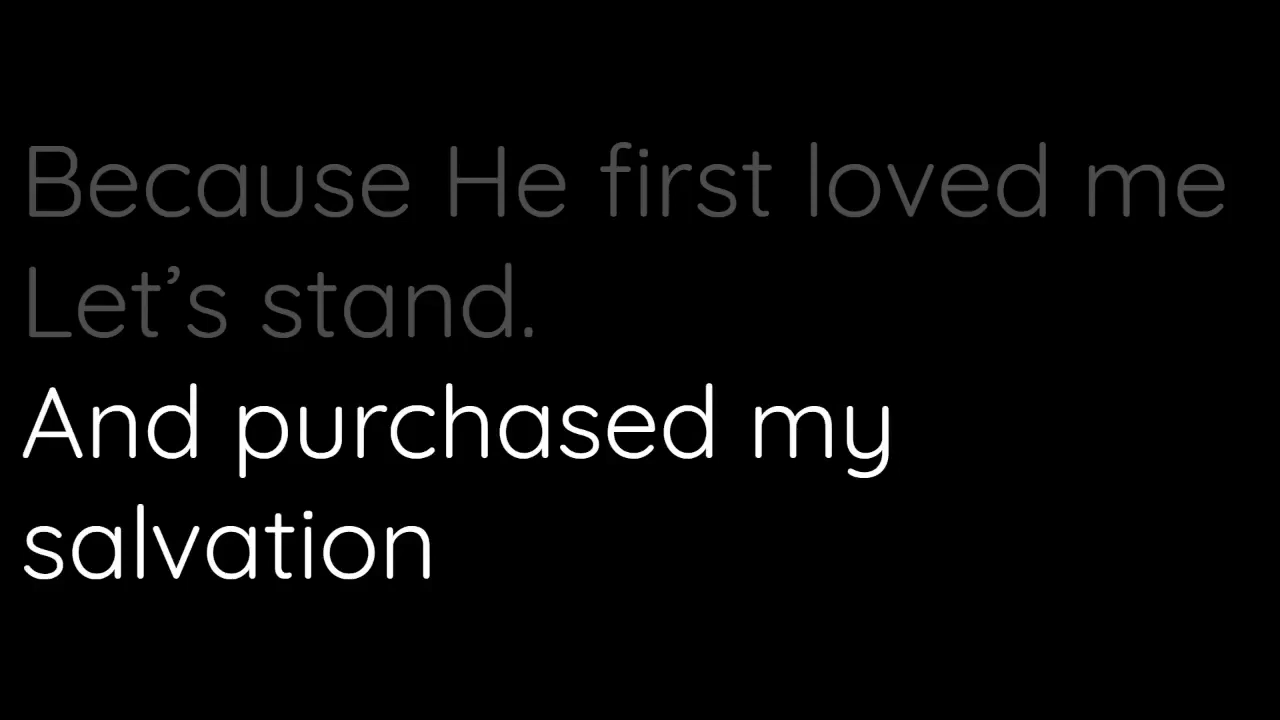 Because He first loved me
Let’s stand.
And purchased my
salvation